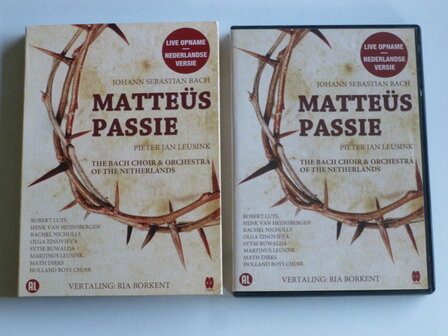 LIVE OPNAME
NEDERLANDSE
VERSIE
JOHANN SEBASTIAN BACH
MATTEÜS
PASSIE
PIETER JAN LEUSINK
THE BACH CHOIR & ORCHESTRA
OF THE NETHERLANDS
ROBERT LUTS,
HENK VAN HEIJNSBERGEN
RACHEL NICHOLLS
OLGA ZINOVIEVA
SYTSE BUWALDA
MARTINUS LEUSINK
MATH DIRKS
HOLLAND BOYS CHOIR
AL
VERTALING: RIA BORKENT
LIVE OPNAME
NEDERLANDSE
VERSIE
JOHANN SEBASTIAN BACH
MATTEÜS
PASSIE
PIETER JAN LEUSINK
THE BACH CHOIR & ORCHESTRA
OF THE NETHERLANDS
ROBERT LUTS,
HENK VAN HEIJNSBERGEN
RACHEL NICHOLLS
OLGA ZINOVIEVA
SYTSE BUWALDA
MARTINUS LEUSINK
MATH DIRKS
HOLLAND BOYS CHOIR
AL
VERTALING: RIA BORKENT